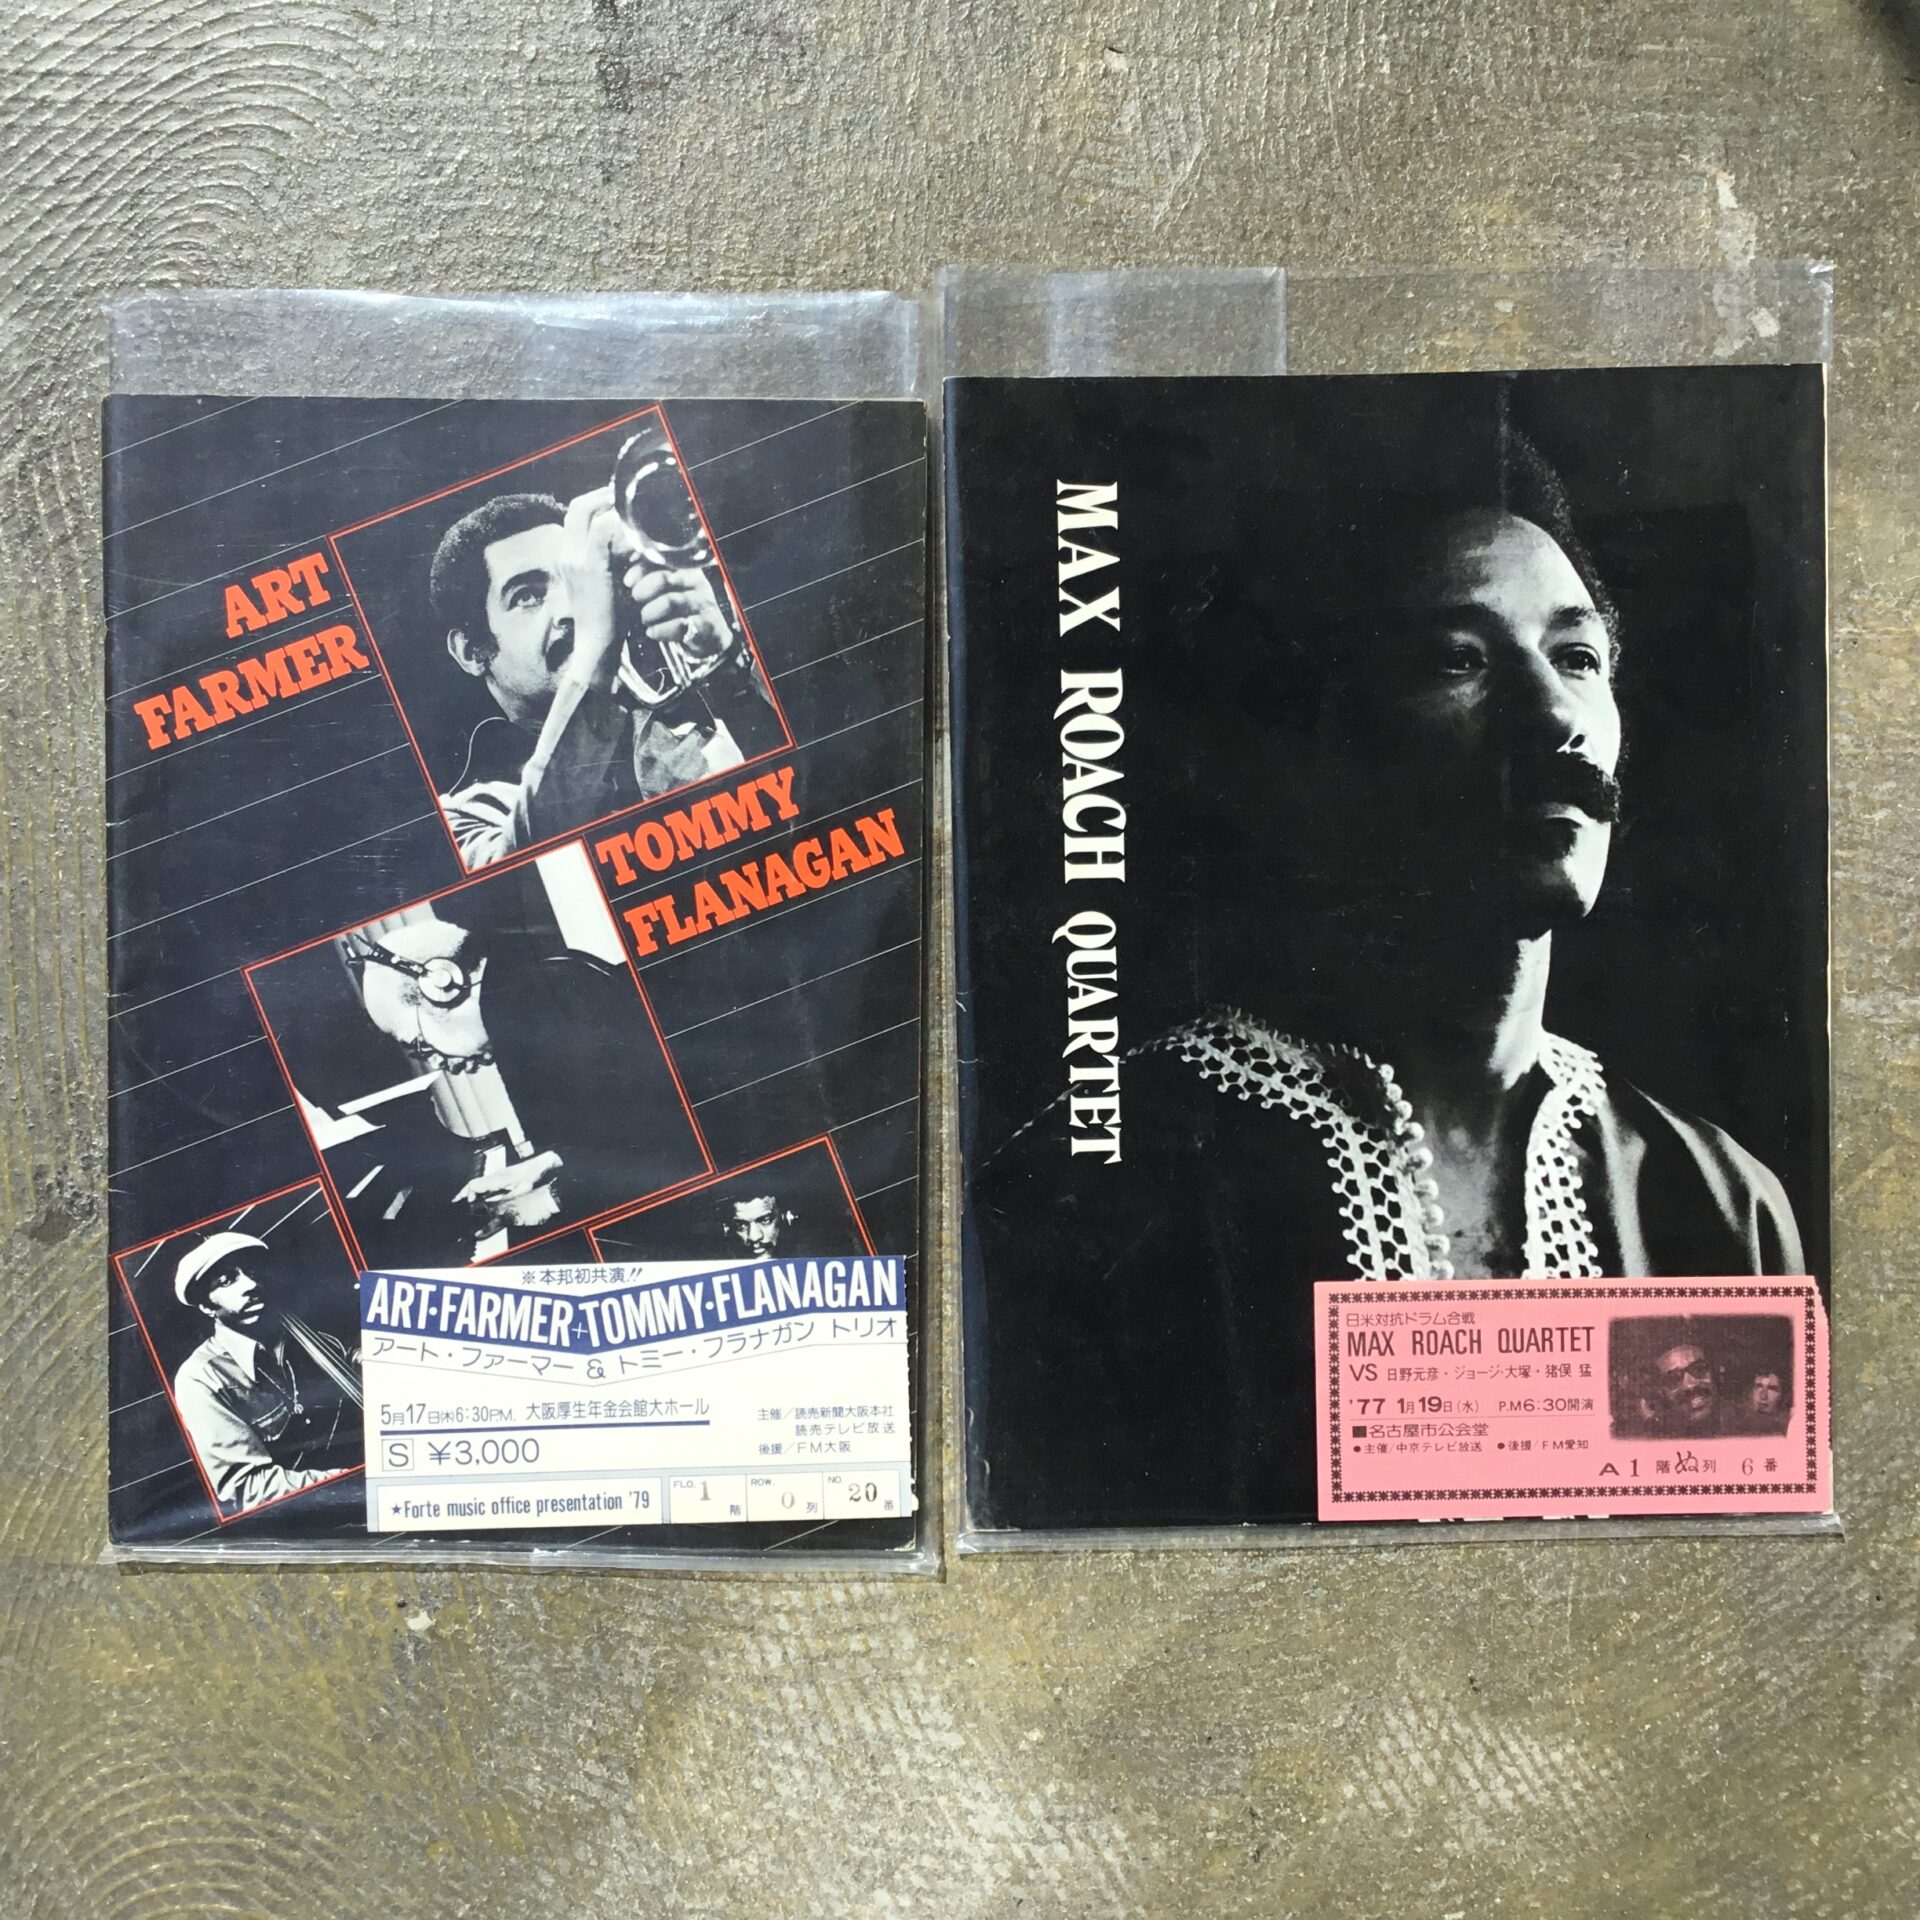 ART
FARMER
TOMMY
FLANAGAN
※本邦初共演!!
ART・FARMER+TOMMY・FLANAGAN
アート・ファーマー & トミー・フラナガン トリオ
5月17日(木)6:30P.M. 大阪厚生年金会館大ホール
S ¥3,000
主催/読売新聞大阪本社
読売テレビ放送
後援/FM大阪
★Forte music office presentation '79
FLO. 1 階 ROW. O 列 NO. 20 番
MAX ROACH QUARTET
日米対抗ドラム合戦
MAX ROACH QUARTET
VS 日野元彦・ジョージ・大塚・猪俣 猛
'77 1月19日(水) P.M6:30開演
■名古屋市公会堂
●主催/中京テレビ放送 ●後援/FM愛知
A1階ぬ列 6番